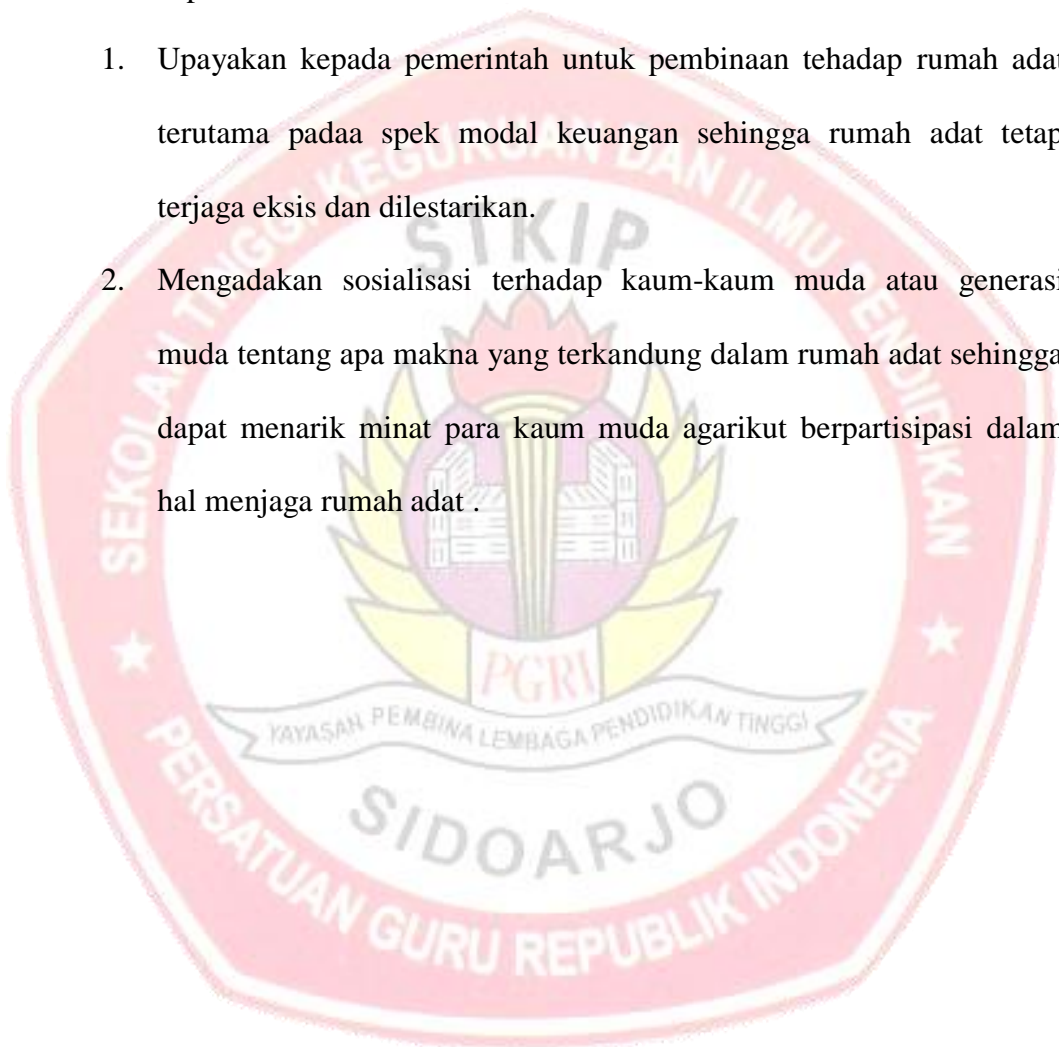 1. Upayakan kepada pemerintah untuk pembinaan tehadap rumah adat
terutama padaa spek modal keuangan sehingga rumah adat tetap
terjaga eksis dan dilestarikan.
2. Mengadakan sosialisasi terhadap kaum-kaum muda atau generasi
muda tentang apa makna yang terkandung dalam rumah adat sehingga
dapat menarik minat para kaum muda agarikut berpartisipasi dalam
hal menjaga rumah adat .
SEKOLAH TINGGI KEGURUAN DAN ILMU PENDIDIKAN
STKIP
PGRI
YAYASAN PEMBINA LEMBAGA PENDIDIKAN TINGGI
SIDOARJO
PERSATUAN GURU REPUBLIK INDONESIA